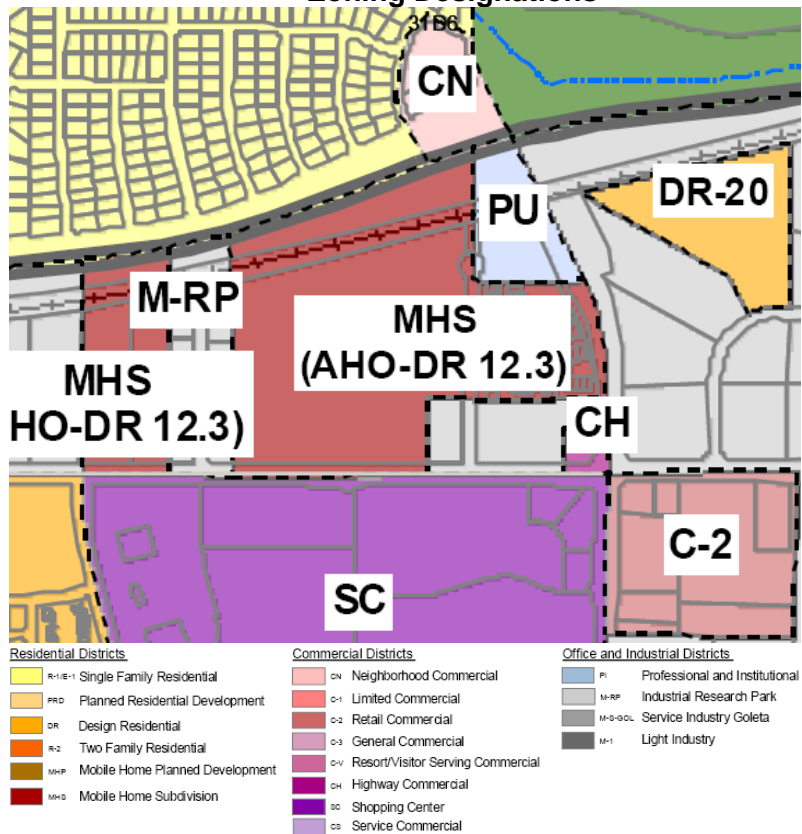 Zoning Designations
31D6
CN
PU
DR-20
M-RP
MHS
(AHO-DR 12.3)
MHS
HO-DR 12.3)
CH
C-2
SC
Residential Districts
R-1/E-1 Single Family Residential
PRD Planned Residential Development
DR Design Residential
R-2 Two Family Residential
MHP Mobile Home Planned Development
MHS Mobile Home Subdivision
Commercial Districts
CN Neighborhood Commercial
C-1 Limited Commercial
C-2 Retail Commercial
C-3 General Commercial
C-V Resort/Visitor Serving Commercial
CH Highway Commercial
SC Shopping Center
CS Service Commercial
Office and Industrial Districts
PI Professional and Institutional
M-RP Industrial Research Park
M-S-GOL Service Industry Goleta
M-1 Light Industry